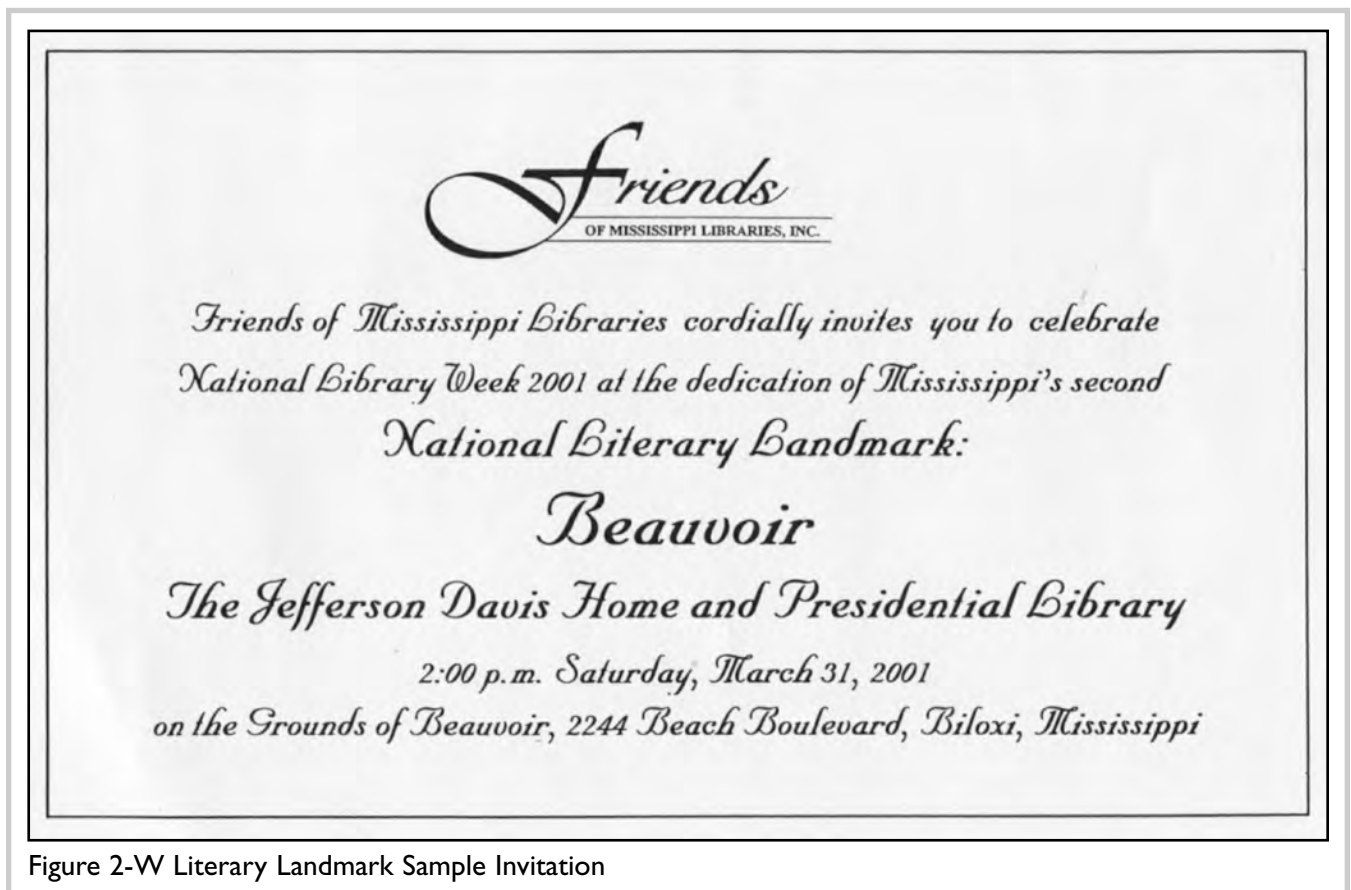 Friends
OF MISSISSIPPI LIBRARIES, INC.
Friends of Mississippi Libraries cordially invites you to celebrate
National Library Week 2001 at the dedication of Mississippi's second
National Literary Landmark:
Beauvoir
The Jefferson Davis Home and Presidential Library
2:00 p.m. Saturday, March 31, 2001
on the Grounds of Beauvoir, 2244 Beach Boulevard, Biloxi, Mississippi
Figure 2-W Literary Landmark Sample Invitation